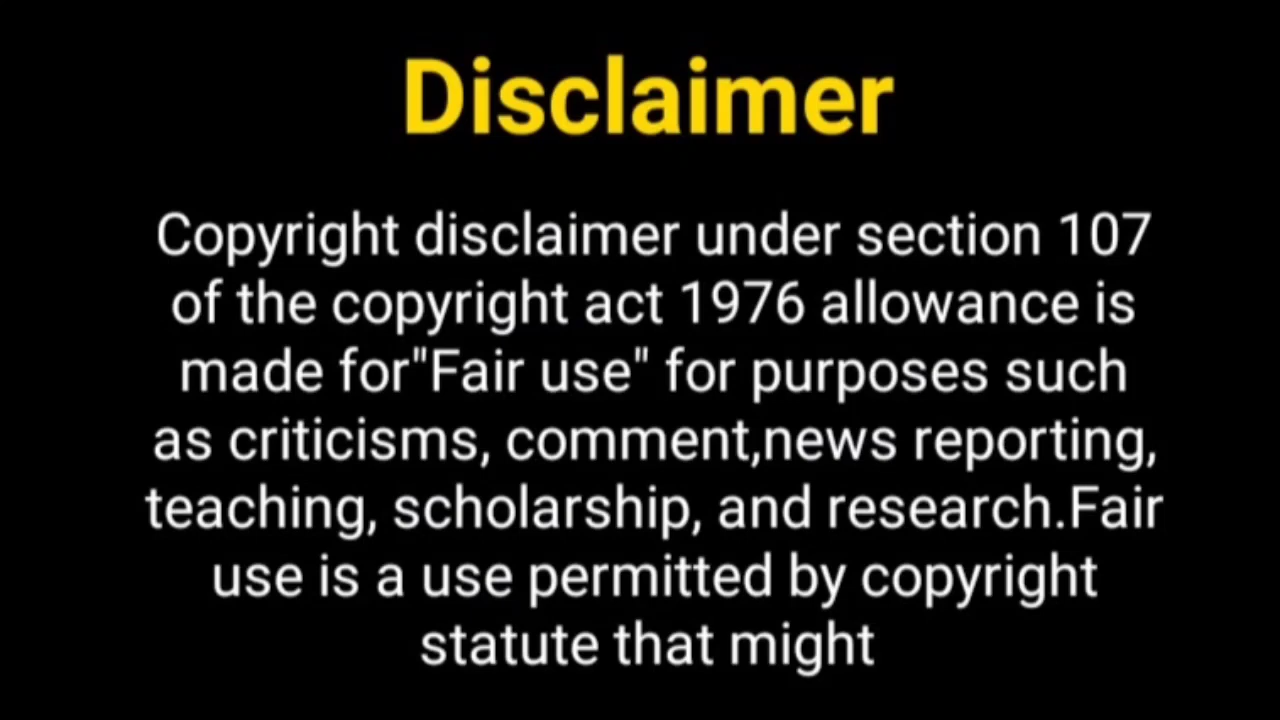 Disclaimer
Copyright disclaimer under section 107
of the copyright act 1976 allowance is
made for"Fair use" for purposes such
as criticisms, comment,news reporting,
teaching, scholarship, and research.Fair
use is a use permitted by copyright
statute that might